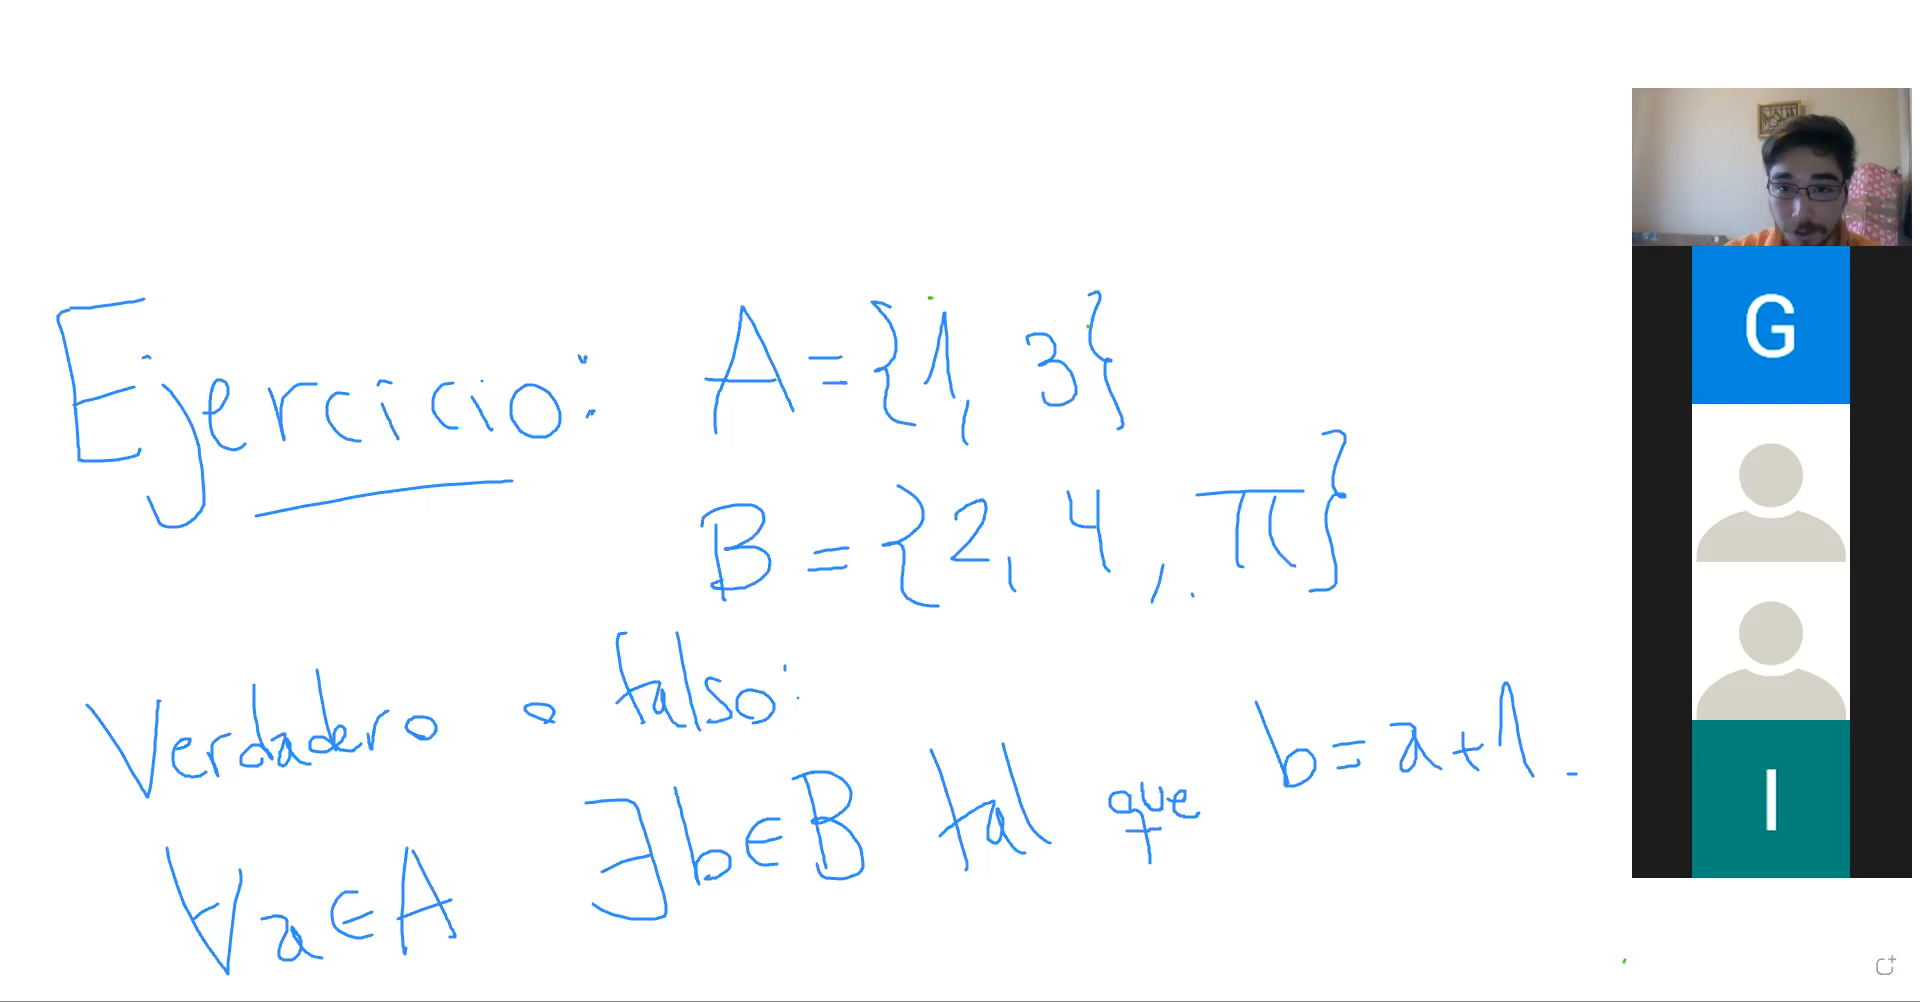 Ejercicio: A={1, 3}
B={2, 4, π}
Verdadero o falso:
∀a∈A ∃b∈B tal que b=a+1.
G
I